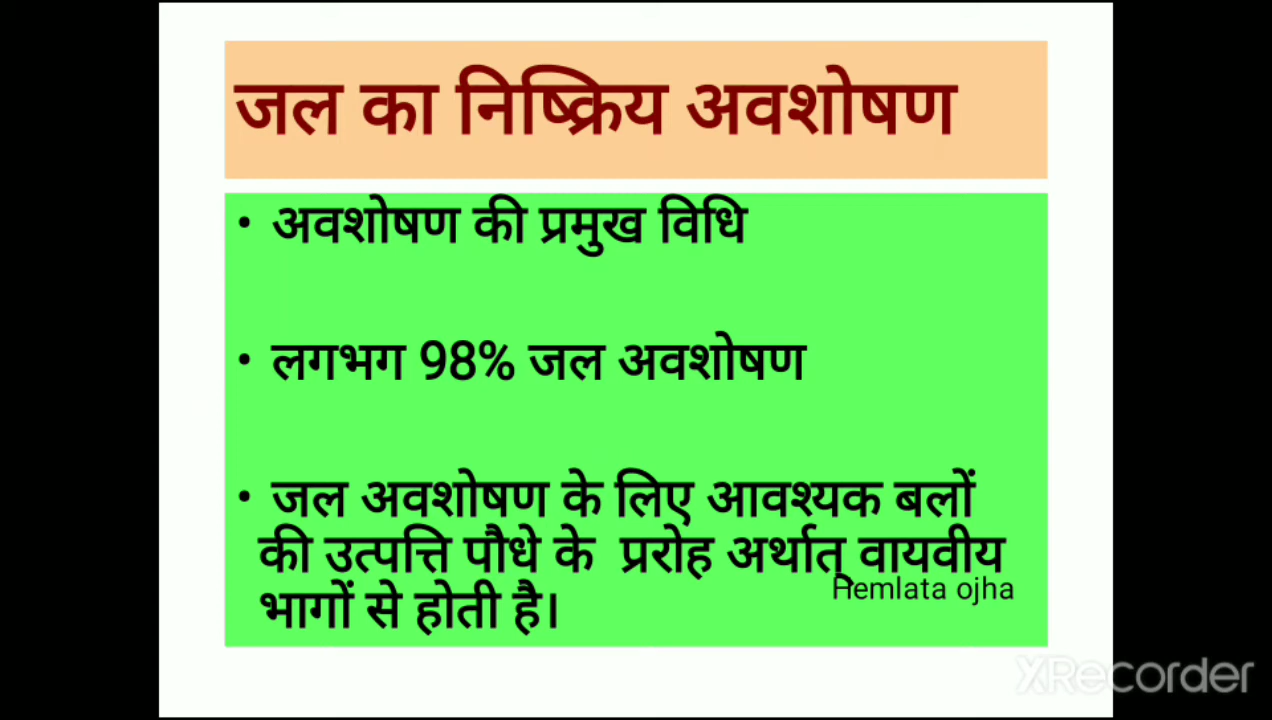 जल का निष्क्रिय अवशोषण
• अवशोषण की प्रमुख विधि
• लगभग 98% जल अवशोषण
• जल अवशोषण के लिए आवश्यक बलों
की उत्पत्ति पौधे के प्ररोह अर्थात् वायवीय
भागों से होती है।
Hemlata ojha
XRecorder